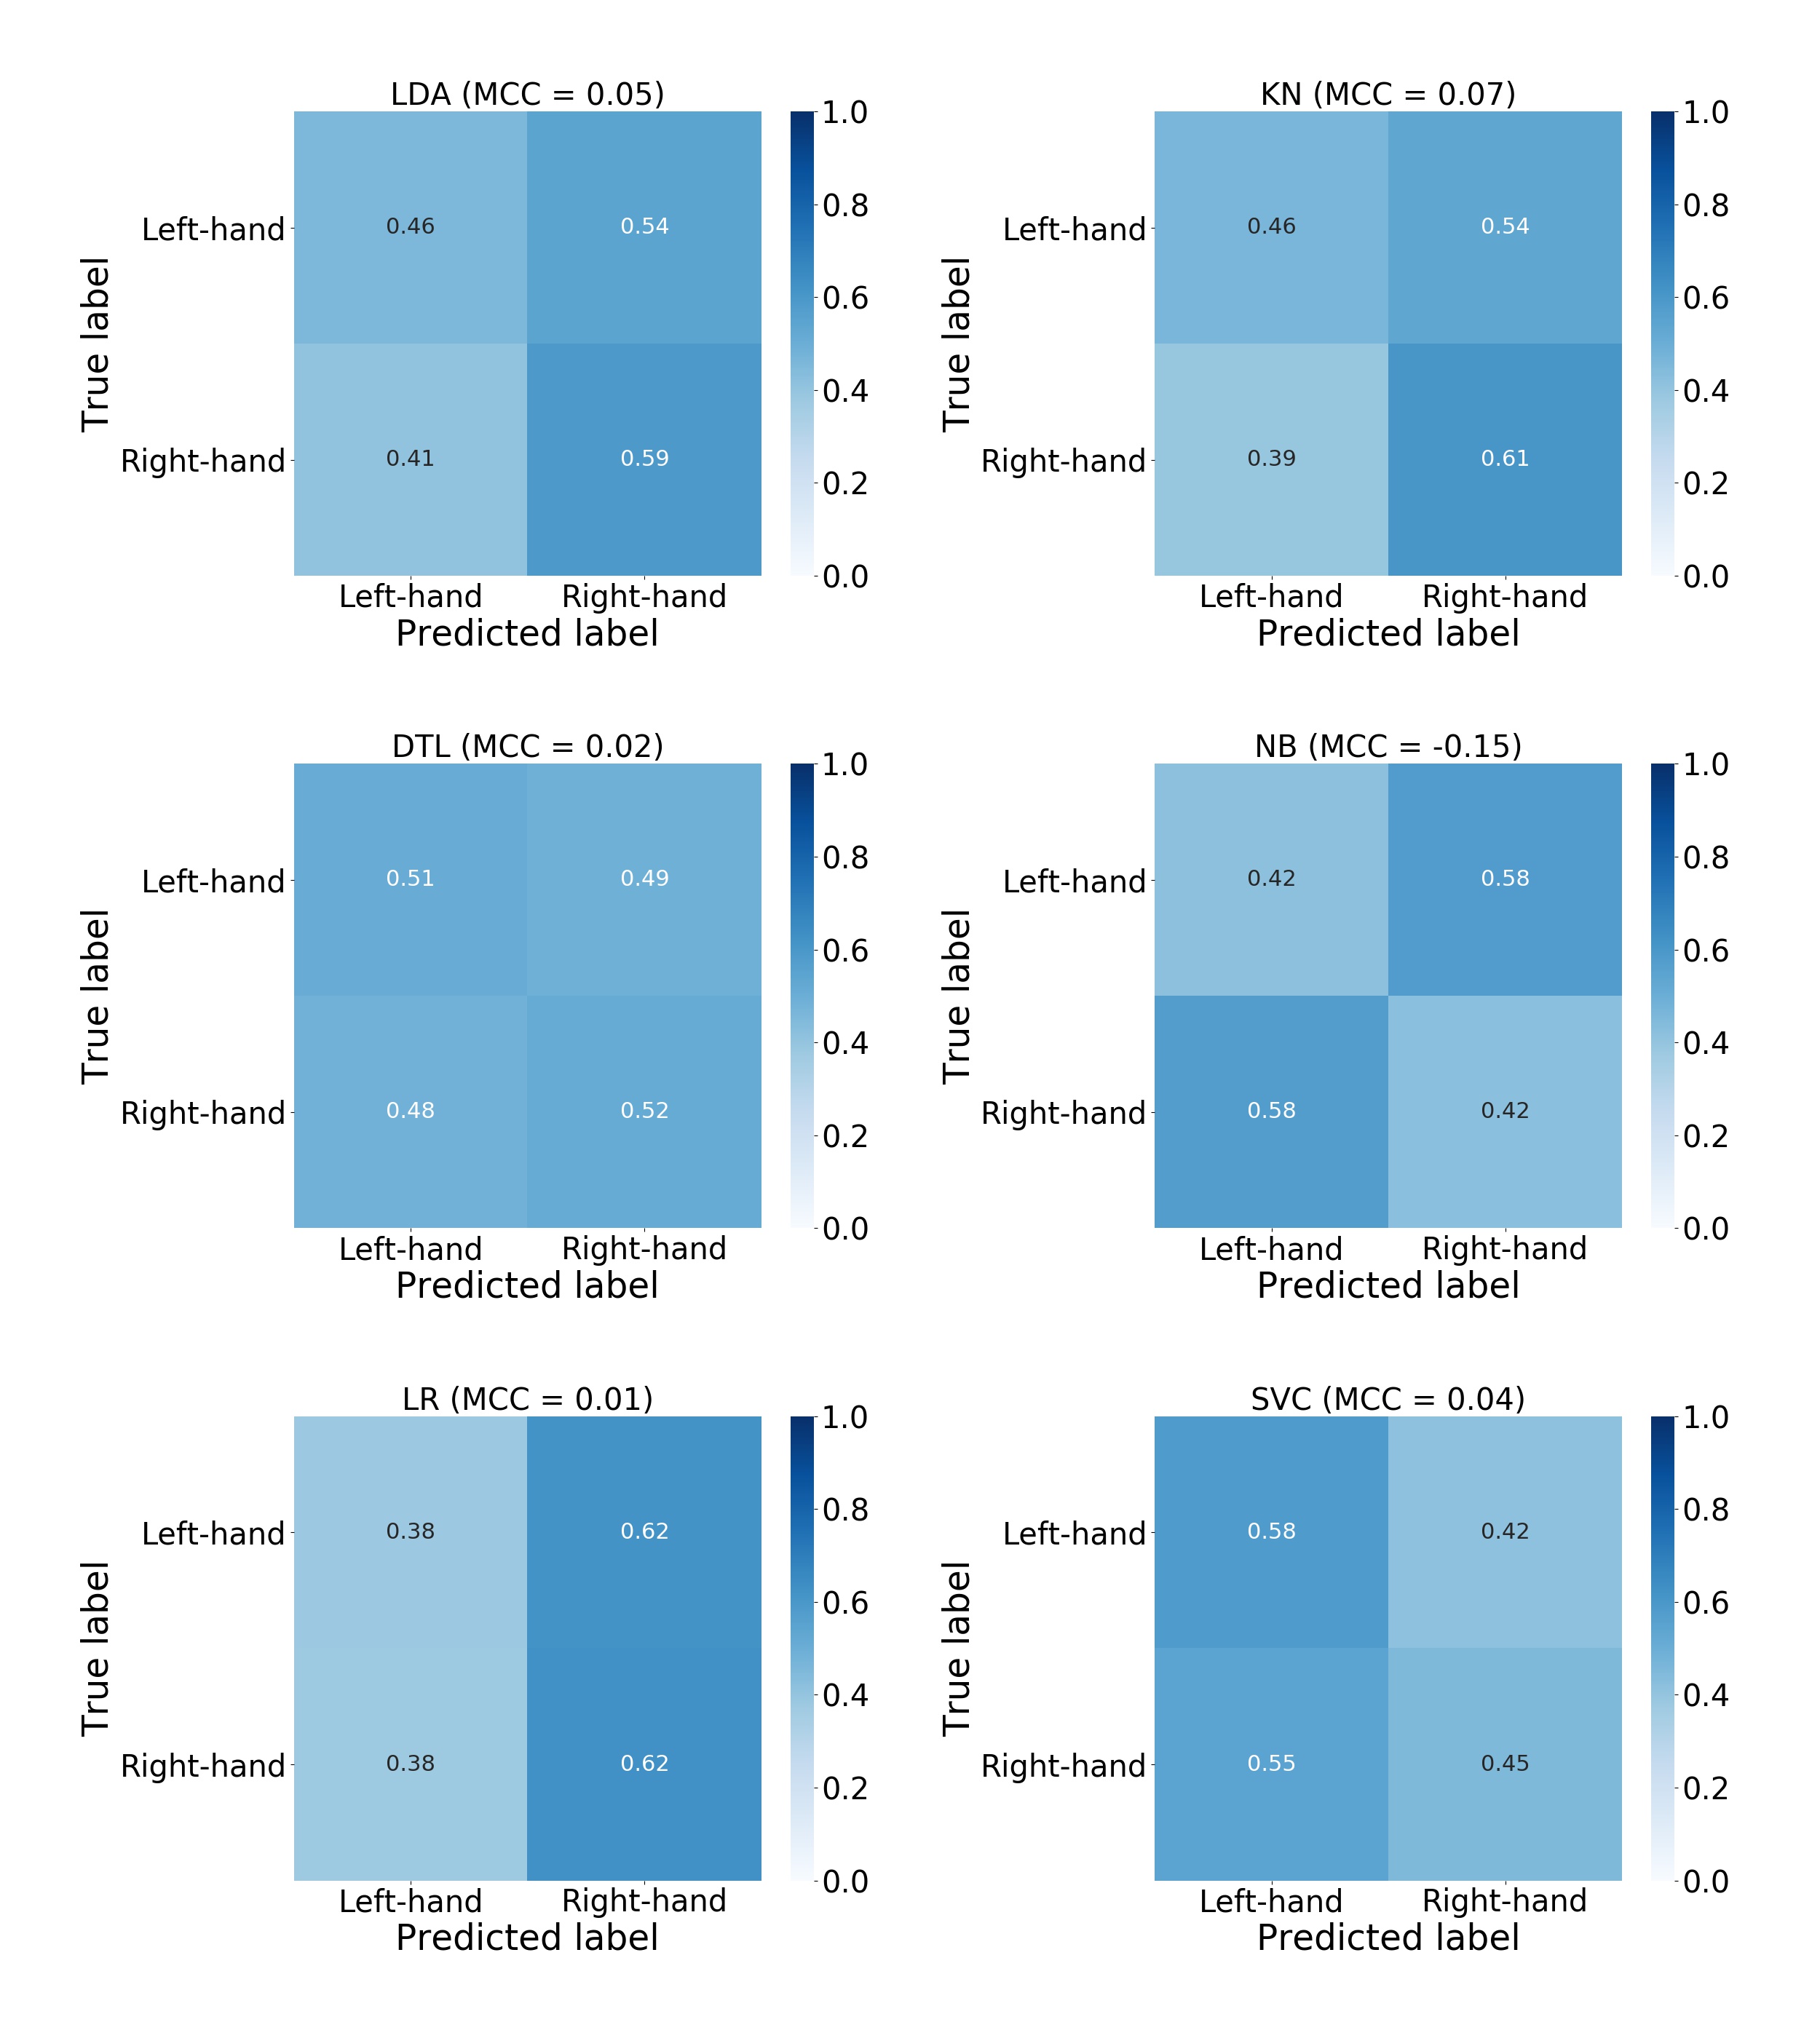 LDA (MCC = 0.05)
True label
Left-hand
Right-hand
0.46 0.54
0.41 0.59
Left-hand Right-hand
Predicted label
1.0
0.8
0.6
0.4
0.2
0.0
KN (MCC = 0.07)
True label
Left-hand
Right-hand
0.46 0.54
0.39 0.61
Left-hand Right-hand
Predicted label
1.0
0.8
0.6
0.4
0.2
0.0
DTL (MCC = 0.02)
True label
Left-hand
Right-hand
0.51 0.49
0.48 0.52
Left-hand Right-hand
Predicted label
1.0
0.8
0.6
0.4
0.2
0.0
NB (MCC = -0.15)
True label
Left-hand
Right-hand
0.42 0.58
0.58 0.42
Left-hand Right-hand
Predicted label
1.0
0.8
0.6
0.4
0.2
0.0
LR (MCC = 0.01)
True label
Left-hand
Right-hand
0.38 0.62
0.38 0.62
Left-hand Right-hand
Predicted label
1.0
0.8
0.6
0.4
0.2
0.0
SVC (MCC = 0.04)
True label
Left-hand
Right-hand
0.58 0.42
0.55 0.45
Left-hand Right-hand
Predicted label
1.0
0.8
0.6
0.4
0.2
0.0